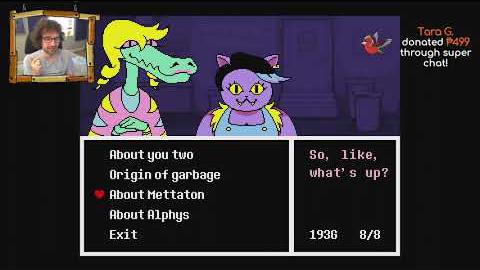 Tara G.
donated ₱499
through super
chat!
About you two
Origin of garbage
About Mettaton
About Alphys
Exit
So, like,
what's up?
193G 8/8